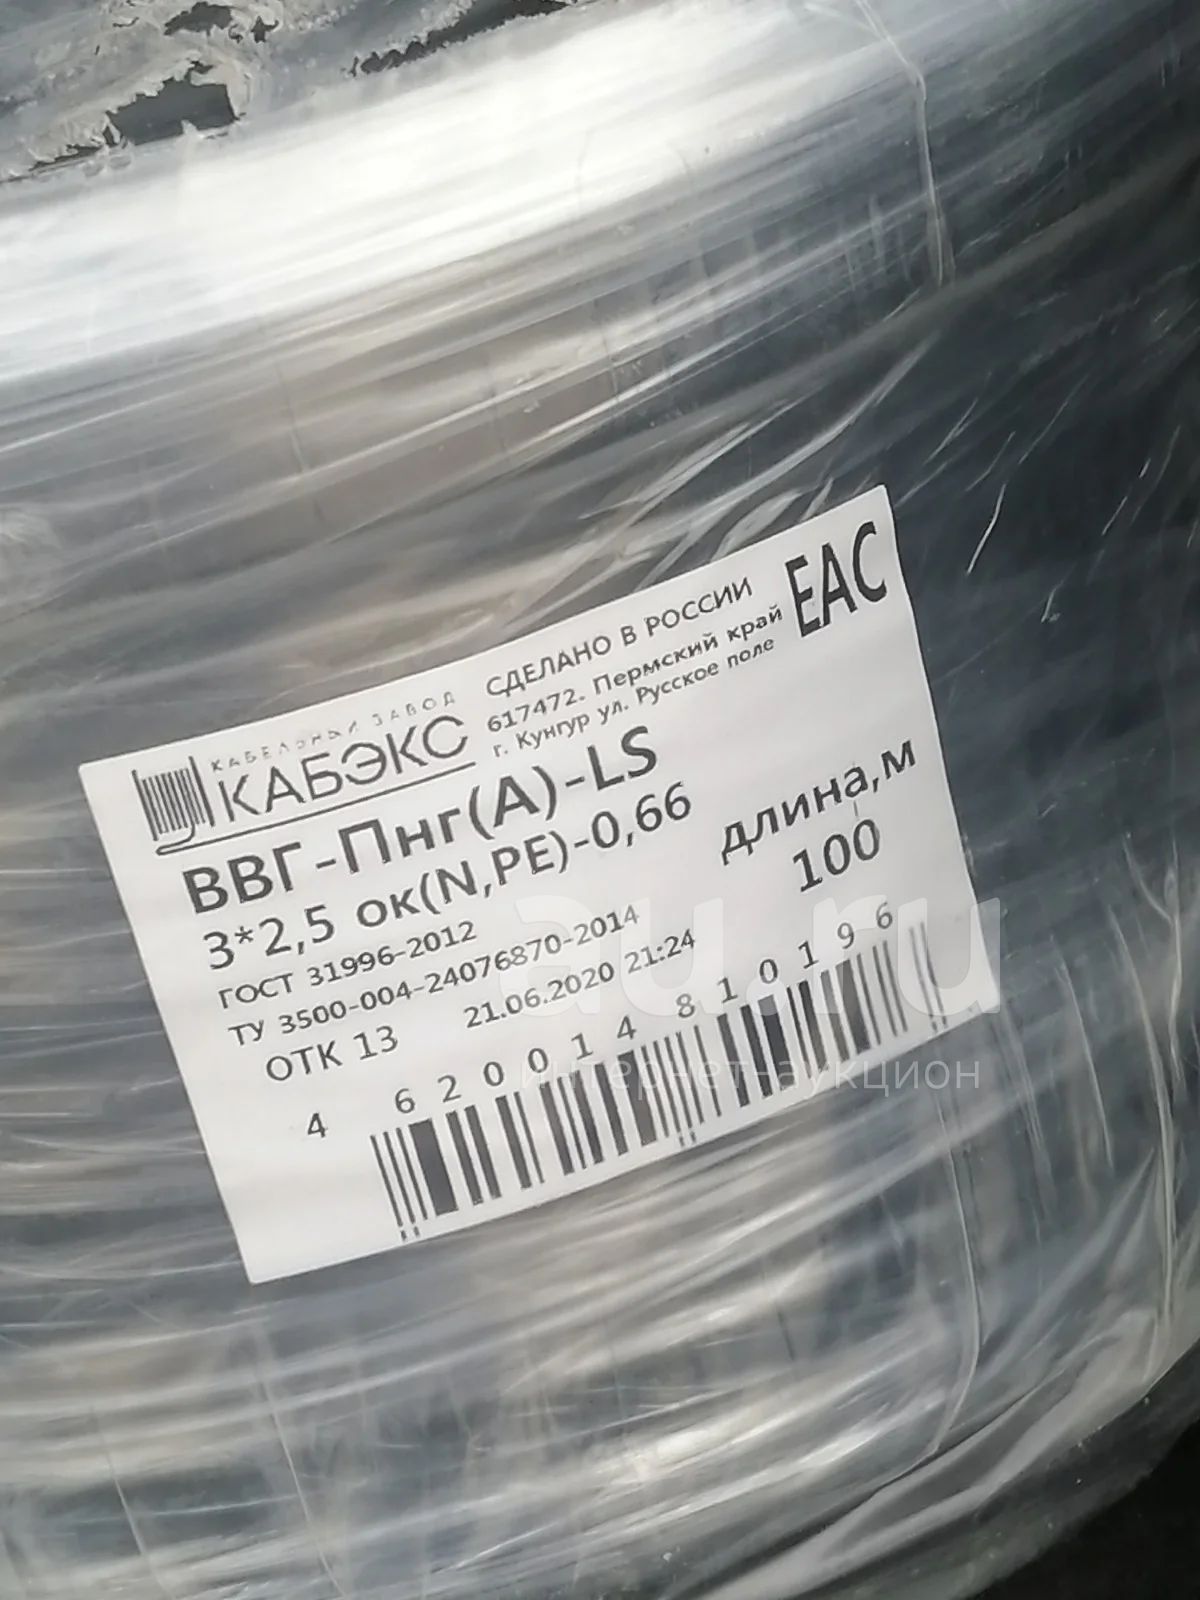 КАБЕЛЬНЫЙ ЗАВОД
КАБЭКС
СДЕЛАНО В РОССИИ
617472. Пермский край
г. Кунгур ул. Русское поле
ЕАС
ВВГ-Пнг(А)-LS
3*2,5 ок(N,PE)-0,66
длина,м
100
ГОСТ 31996-2012
ТУ 3500-004-24076870-2014
ОТК 13
21.06.2020 21:24
4 620014 810196
au.ru
интернет-аукцион